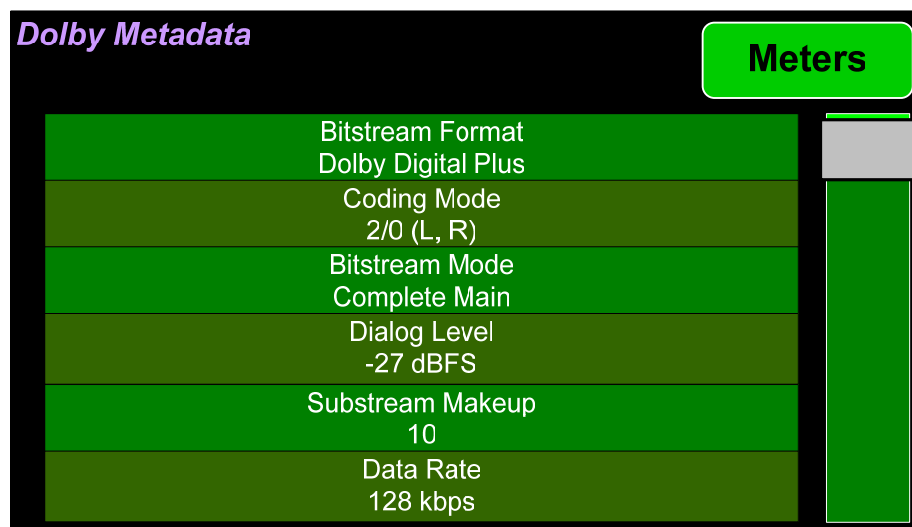 Dolby Metadata
Meters
Bitstream Format
Dolby Digital Plus
Coding Mode
2/0 (L, R)
Bitstream Mode
Complete Main
Dialog Level
-27 dBFS
Substream Makeup
10
Data Rate
128 kbps